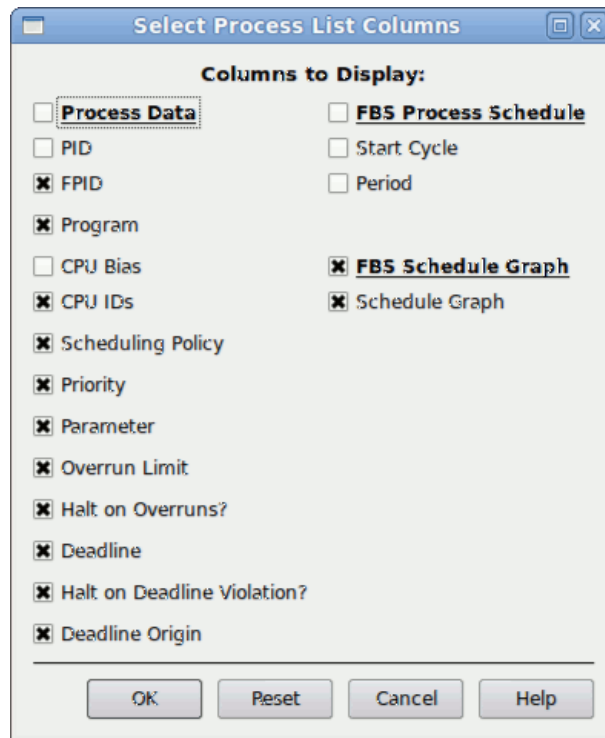 Select Process List Columns
Columns to Display:
Process Data
FBS Process Schedule
PID
Start Cycle
FPID
Period
Program
CPU Bias
FBS Schedule Graph
CPU IDs
Schedule Graph
Scheduling Policy
Priority
Parameter
Overrun Limit
Halt on Overruns?
Deadline
Halt on Deadline Violation?
Deadline Origin
OK
Reset
Cancel
Help